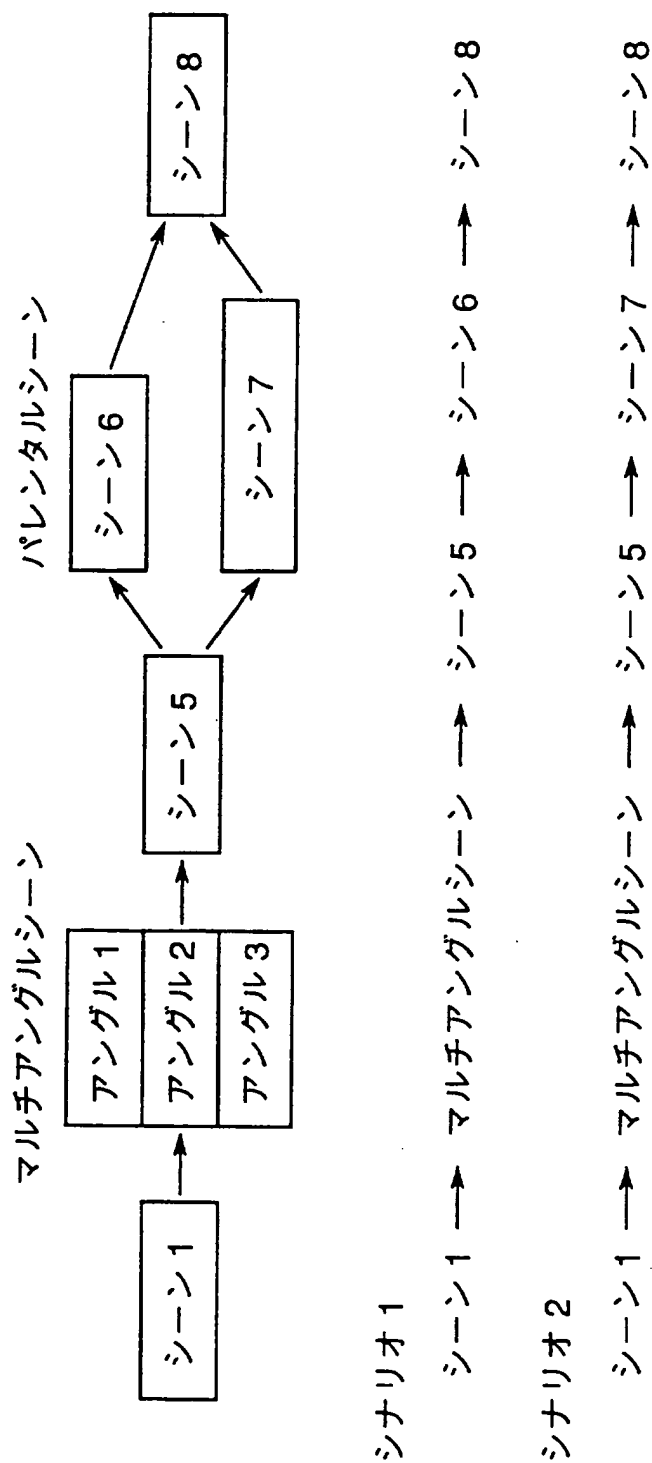 マルチアングルシーン
パレンタルシーン
シーン1
アングル1
アングル2
アングル3
シーン5
シーン6
シーン7
シーン8
シナリオ1
シーン1 → マルチアングルシーン → シーン5 → シーン6 → シーン8
シナリオ2
シーン1 → マルチアングルシーン → シーン5 → シーン7 → シーン8